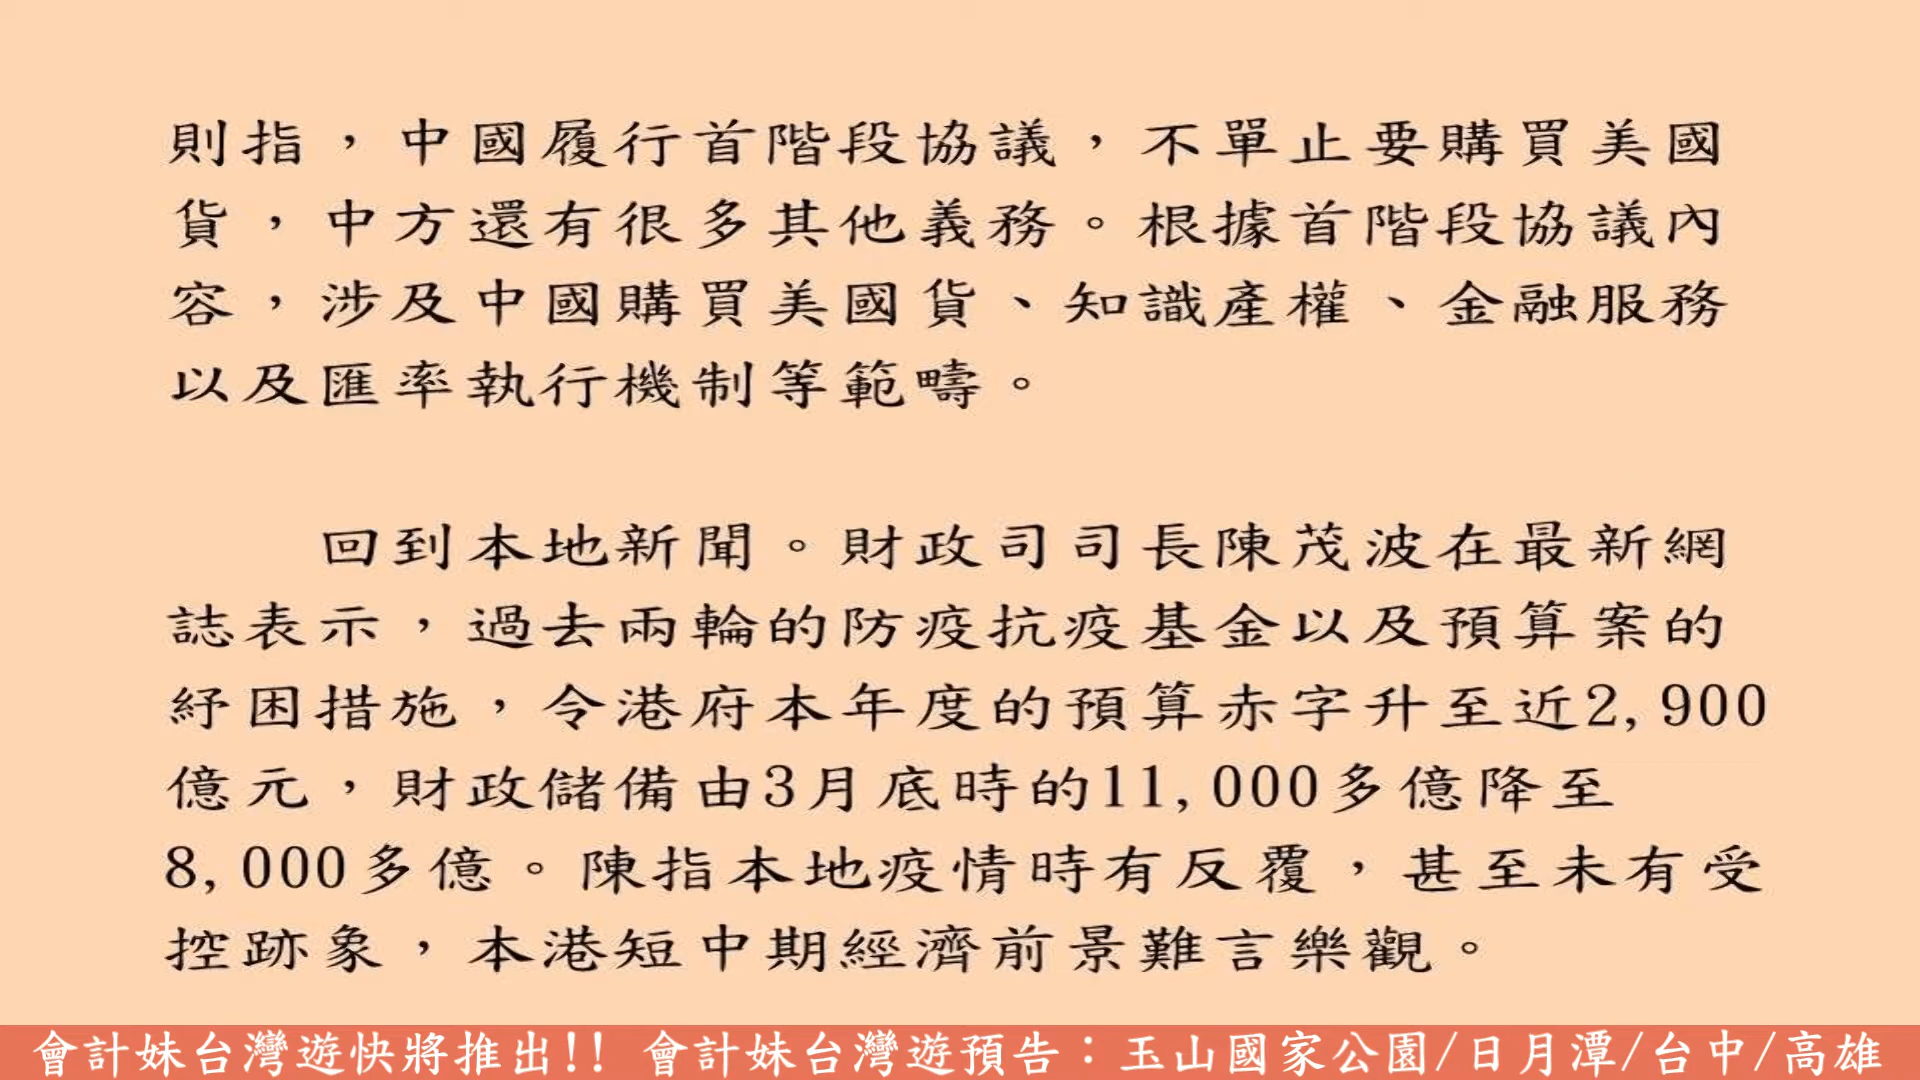 則指，中國履行首階段協議，不單止要購買美國
貨，中方還有很多其他義務。根據首階段協議內
容，涉及中國購買美國貨、知識產權、金融服務
以及匯率執行機制等範疇。
回到本地新聞。財政司司長陳茂波在最新網
誌表示，過去兩輪的防疫抗疫基金以及預算案的
紓困措施，令港府本年度的預算赤字升至近2,900
億元，財政儲備由3月底時的11,000多億降至
8,000多億。陳指本地疫情時有反覆，甚至未有受
控跡象，本港短中期經濟前景難言樂觀。
會計妹台灣遊快將推出!! 會計妹台灣遊預告：玉山國家公園/日月潭/台中/高雄